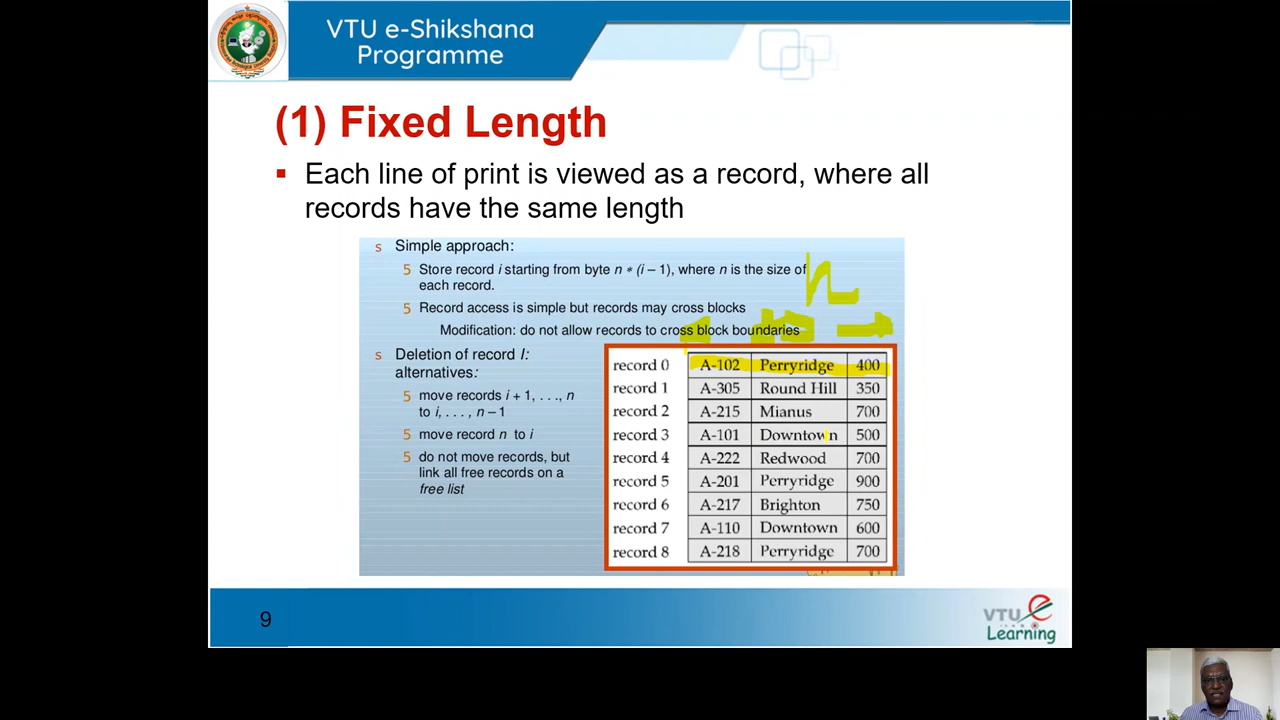 VTU e-Shikshana
Programme
(1) Fixed Length
▪ Each line of print is viewed as a record, where all
records have the same length
s Simple approach:
5 Store record i starting from byte n ∗ (i – 1), where n is the size of
each record.
5 Record access is simple but records may cross blocks
Modification: do not allow records to cross block boundaries
n
s Deletion of record I:
alternatives:
5 move records i + 1, . . ., n
to i, . . . , n – 1
5 move record n to i
5 do not move records, but
link all free records on a
free list
record 0 A-102 Perryridge 400
record 1 A-305 Round Hill 350
record 2 A-215 Mianus 700
record 3 A-101 Downtown 500
record 4 A-222 Redwood 700
record 5 A-201 Perryridge 900
record 6 A-217 Brighton 750
record 7 A-110 Downtown 600
record 8 A-218 Perryridge 700
9
VTU e
Learning